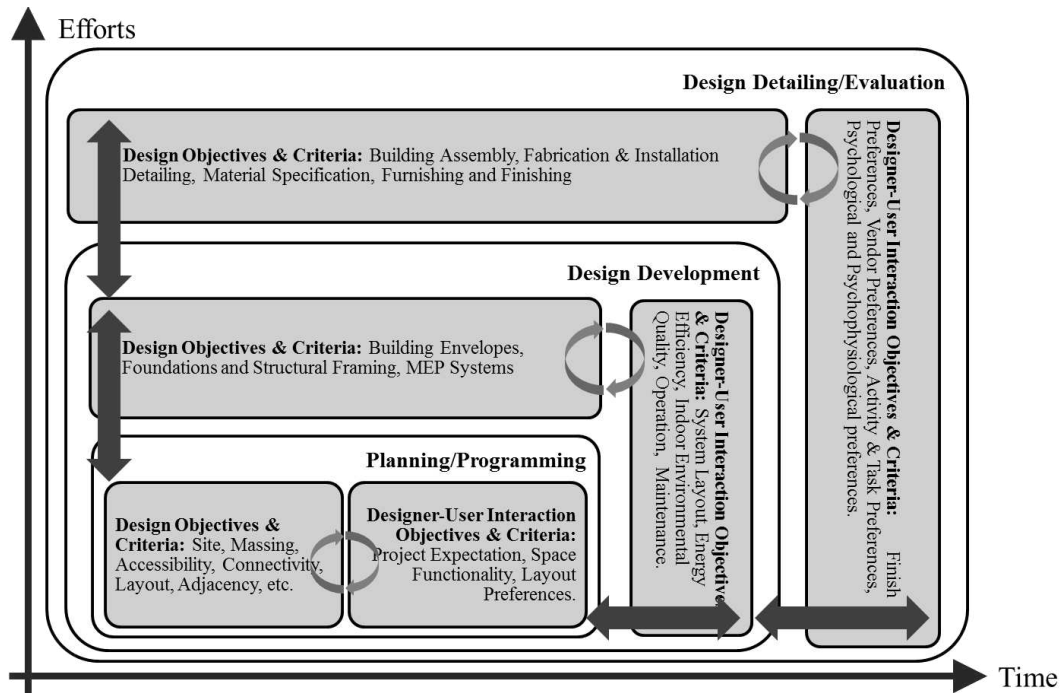 Efforts
Design Detailing/Evaluation
Design Objectives & Criteria: Building Assembly, Fabrication & Installation
Detailing, Material Specification, Furnishing and Finishing
Designer-User Interaction Objectives & Criteria: Finish
Preferences, Vendor Preferences, Activity & Task Preferences,
Psychological and Psychophysiological preferences.
Design Development
Design Objectives & Criteria: Building Envelopes,
Foundations and Structural Framing, MEP Systems
Designer-User Interaction Objective
& Criteria: System Layout, Energy
Efficiency, Indoor Environmental
Quality, Operation, Maintenance.
Planning/Programming
Design Objectives &
Criteria: Site, Massing,
Accessibility, Connectivity,
Layout, Adjacency, etc.
Designer-User Interaction
Objectives & Criteria:
Project Expectation, Space
Functionality, Layout
Preferences.
Time